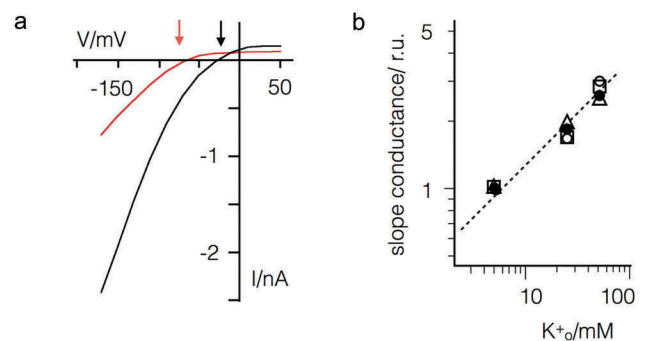 a
V/mV
-150
50
-1
-2
I/nA
b
slope conductance/ r.u.
5
1
10
100
K⁺ₒ/mM